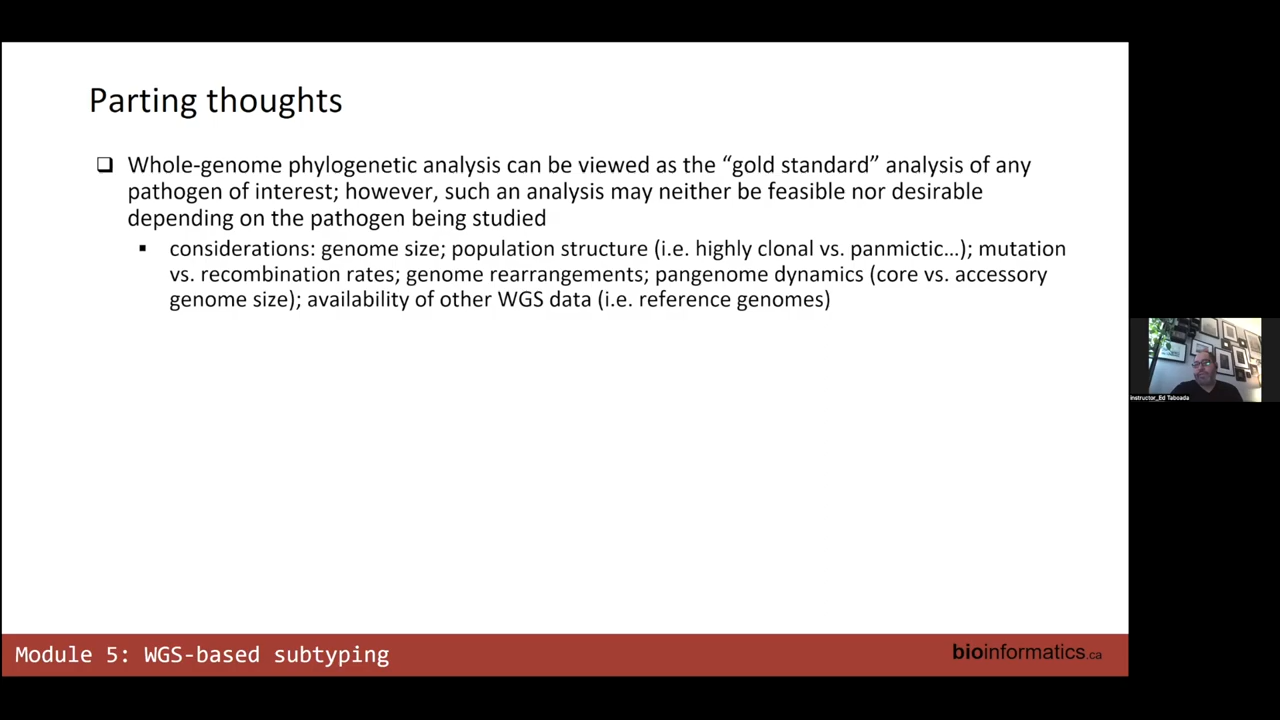 Parting thoughts
❑ Whole-genome phylogenetic analysis can be viewed as the “gold standard” analysis of any
pathogen of interest; however, such an analysis may neither be feasible nor desirable
depending on the pathogen being studied
▪ considerations: genome size; population structure (i.e. highly clonal vs. panmictic…); mutation
vs. recombination rates; genome rearrangements; pangenome dynamics (core vs. accessory
genome size); availability of other WGS data (i.e. reference genomes)
instructor_Ed Taboada
Module 5: WGS-based subtyping
bioinformatics.ca